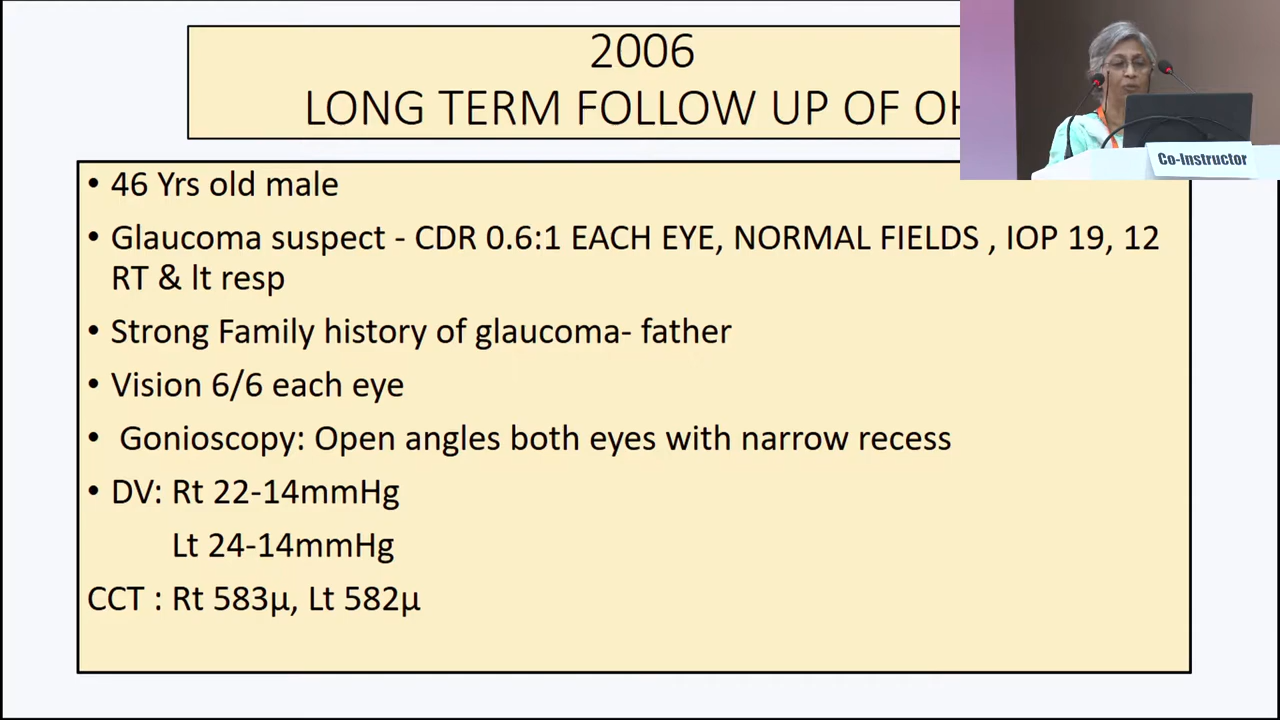 2006
LONG TERM FOLLOW UP OF
• 46 Yrs old male
• Glaucoma suspect - CDR 0.6:1 EACH EYE, NORMAL FIELDS , IOP 19, 12
RT & lt resp
• Strong Family history of glaucoma- father
• Vision 6/6 each eye
• Gonioscopy: Open angles both eyes with narrow recess
• DV: Rt 22-14mmHg
Lt 24-14mmHg
CCT : Rt 583µ, Lt 582µ
Co-Instructor